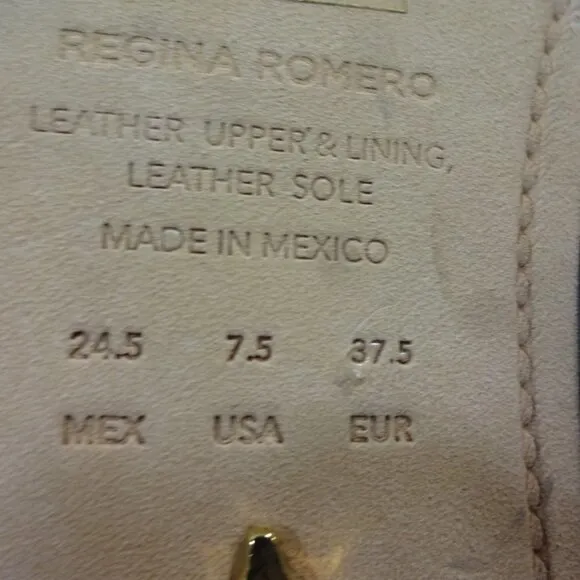 REGINA ROMERO
LEATHER UPPER & LINING,
LEATHER SOLE
MADE IN MEXICO
24.5 7.5 37.5
MEX USA EUR